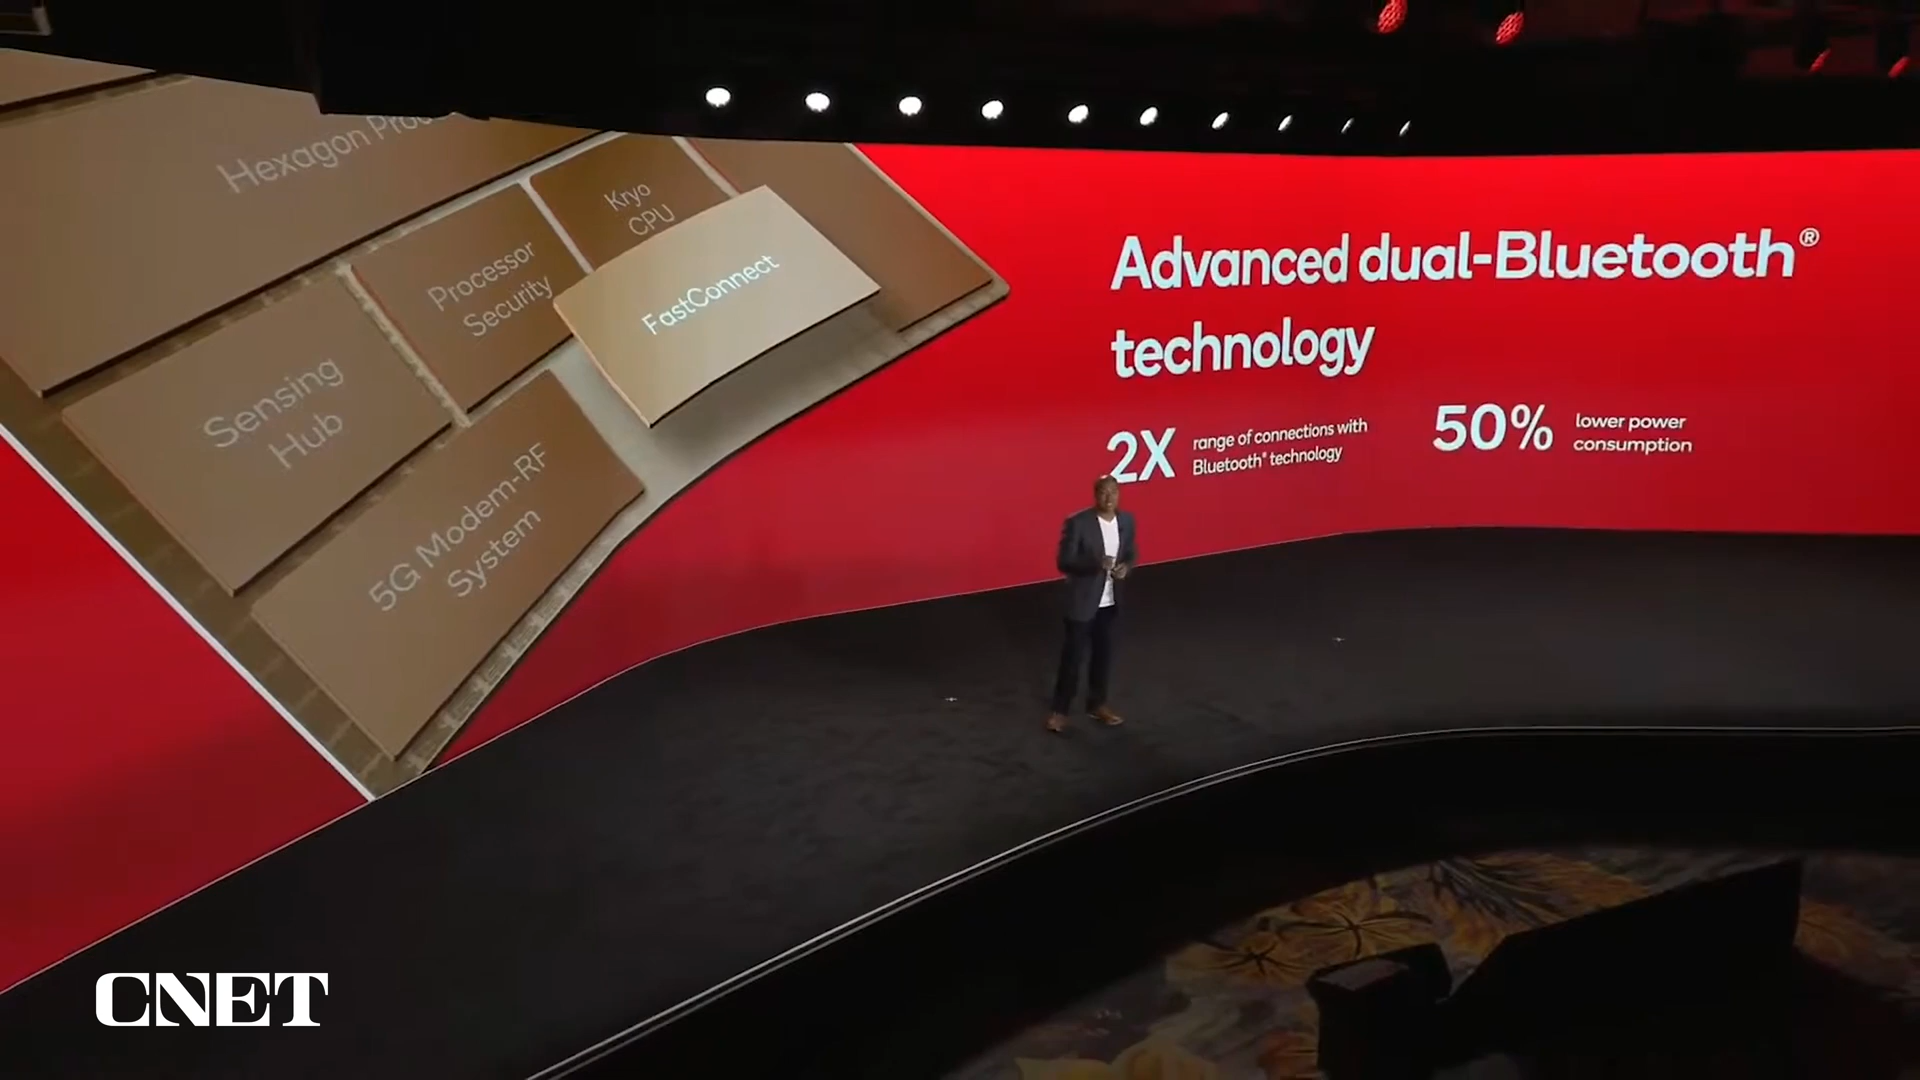 Hexagon
Kryo
CPU
Processor
Security
FastConnect
Sensing
Hub
5G Modem-RF
System
Advanced dual-Bluetooth®
technology
2X
range of connections with
Bluetooth® technology
50%
lower power
consumption
CNET